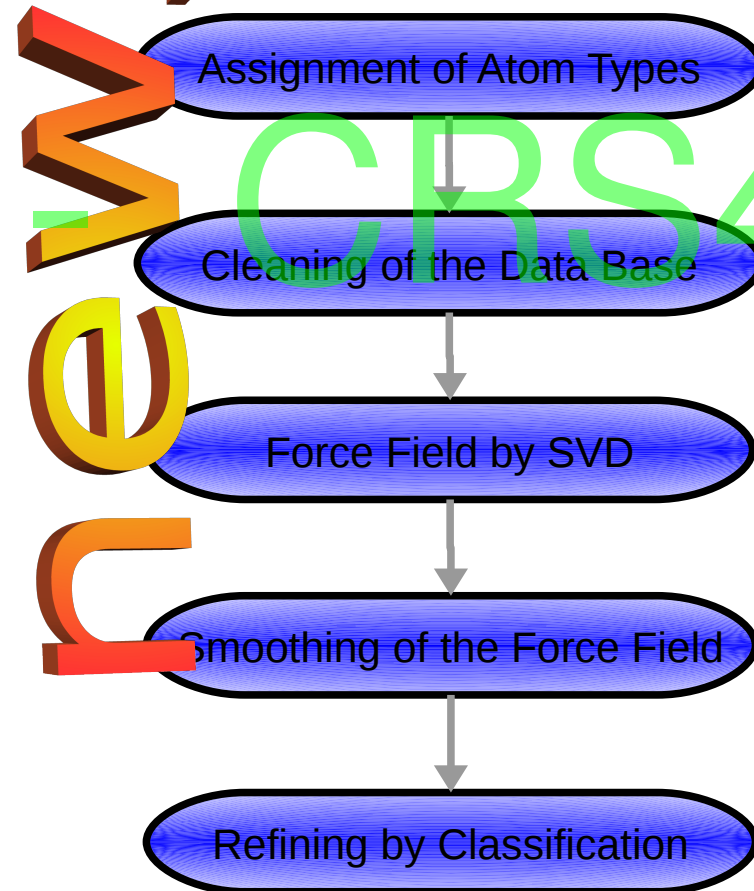 new
Assignment of Atom Types
CRS4
Cleaning of the Data Base
Force Field by SVD
Smoothing of the Force Field
Refining by Classification